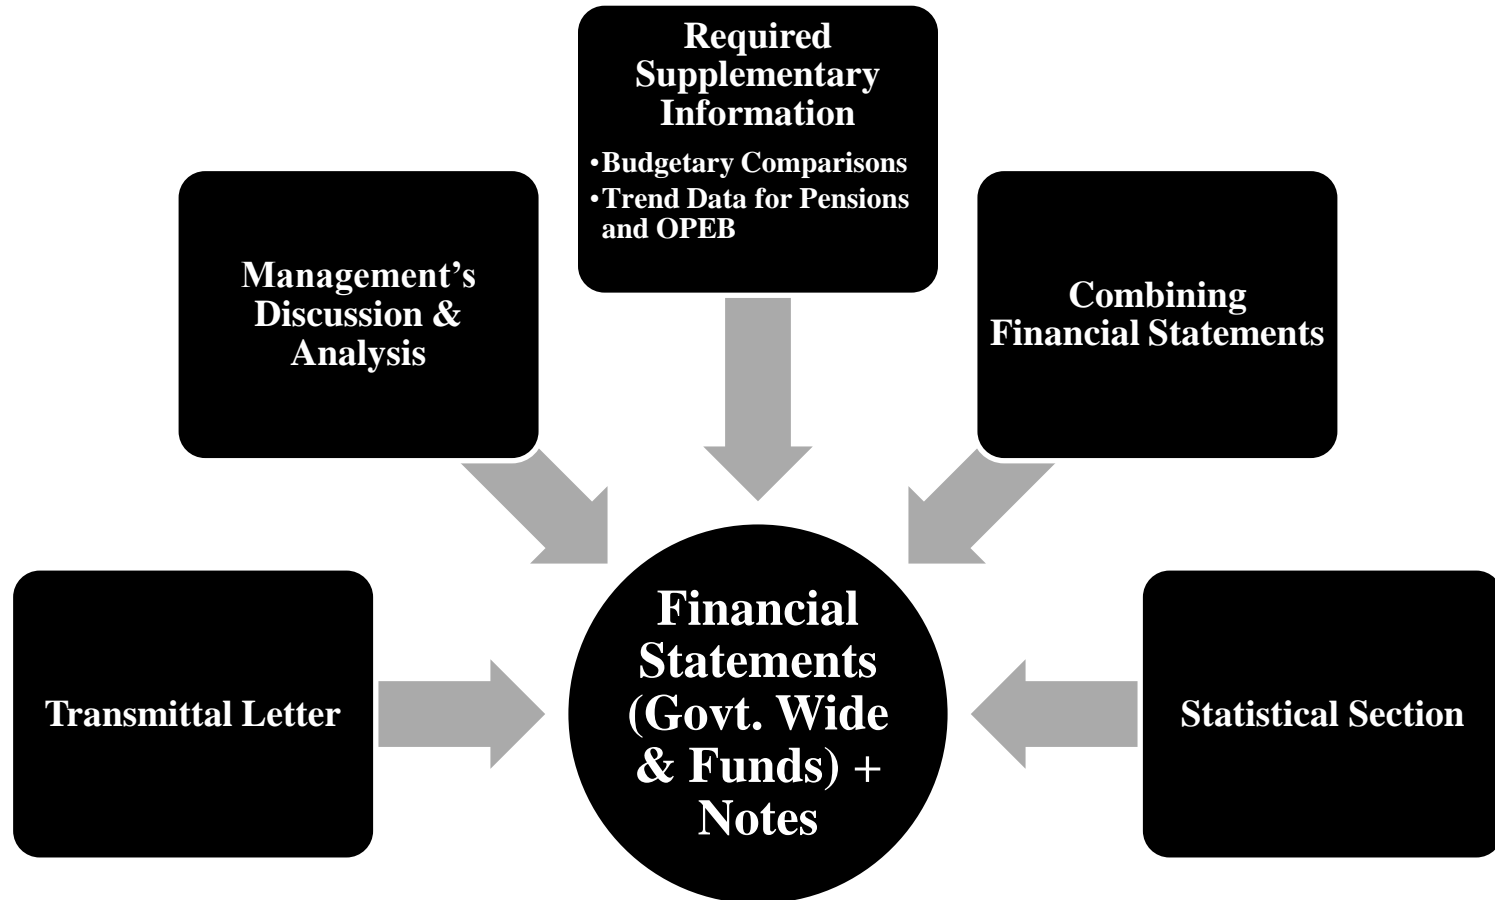 Required
Supplementary
Information
•Budgetary Comparisons
•Trend Data for Pensions
and OPEB
Management’s
Discussion &
Analysis
Combining
Financial Statements
Transmittal Letter
Financial
Statements
(Govt. Wide
& Funds) +
Notes
Statistical Section